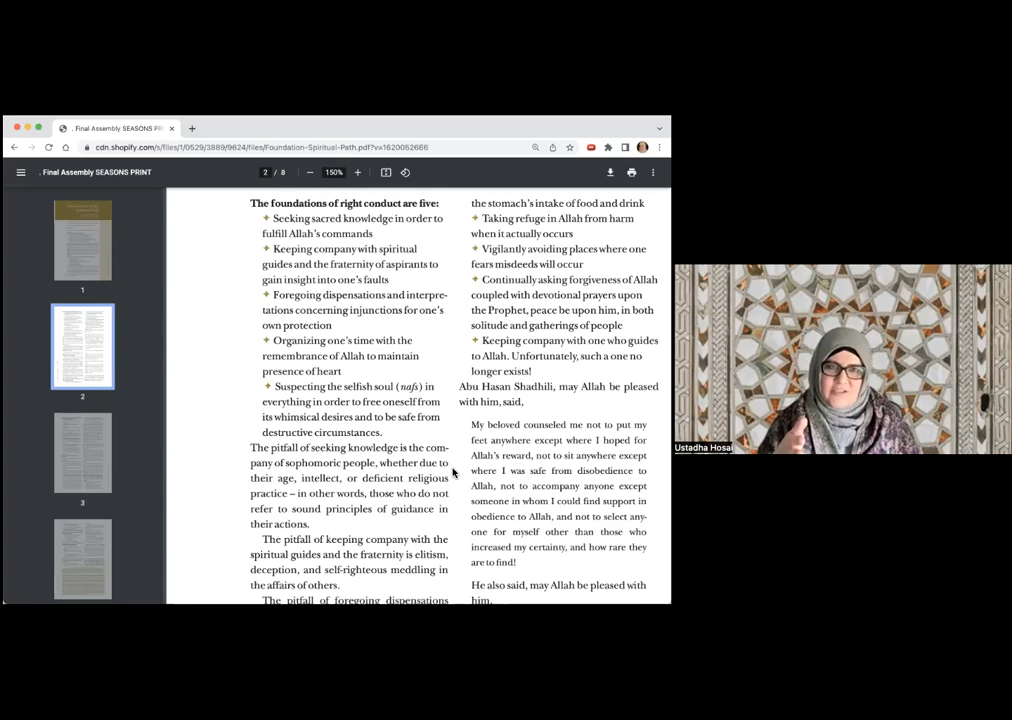 . Final Assembly SEASONS PRI
cdn.shopify.com/s/files/1/0529/3889/9624/files/Foundation-Spiritual-Path.pdf?v=1620052666
. Final Assembly SEASONS PRINT
2 / 8
150%
1
2
3
The foundations of right conduct are five:
✦ Seeking sacred knowledge in order to
fulfill Allah's commands
✦ Keeping company with spiritual
guides and the fraternity of aspirants to
gain insight into one's faults
✦ Foregoing dispensations and interpre-
tations concerning injunctions for one's
own protection
✦ Organizing one's time with the
remembrance of Allah to maintain
presence of heart
✦ Suspecting the selfish soul (nafs) in
everything in order to free oneself from
its whimsical desires and to be safe from
destructive circumstances.
The pitfall of seeking knowledge is the com-
pany of sophomoric people, whether due to
their age, intellect, or deficient religious
practice – in other words, those who do not
refer to sound principles of guidance in
their actions.
The pitfall of keeping company with the
spiritual guides and the fraternity is elitism,
deception, and self-righteous meddling in
the affairs of others.
The pitfall of foregoing dispensations
the stomach's intake of food and drink
✦ Taking refuge in Allah from harm
when it actually occurs
✦ Vigilantly avoiding places where one
fears misdeeds will occur
✦ Continually asking forgiveness of Allah
coupled with devotional prayers upon
the Prophet, peace be upon him, in both
solitude and gatherings of people
✦ Keeping company with one who guides
to Allah. Unfortunately, such a one no
longer exists!
Abu Hasan Shadhili, may Allah be pleased
with him, said,
My beloved counseled me not to put my
feet anywhere except where I hoped for
Allah's reward, not to sit anywhere except
where I was safe from disobedience to
Allah, not to accompany anyone except
someone in whom I could find support in
obedience to Allah, and not to select any-
one for myself other than those who
increased my certainty, and how rare they
are to find!
He also said, may Allah be pleased with
him,
Ustadha Hosai